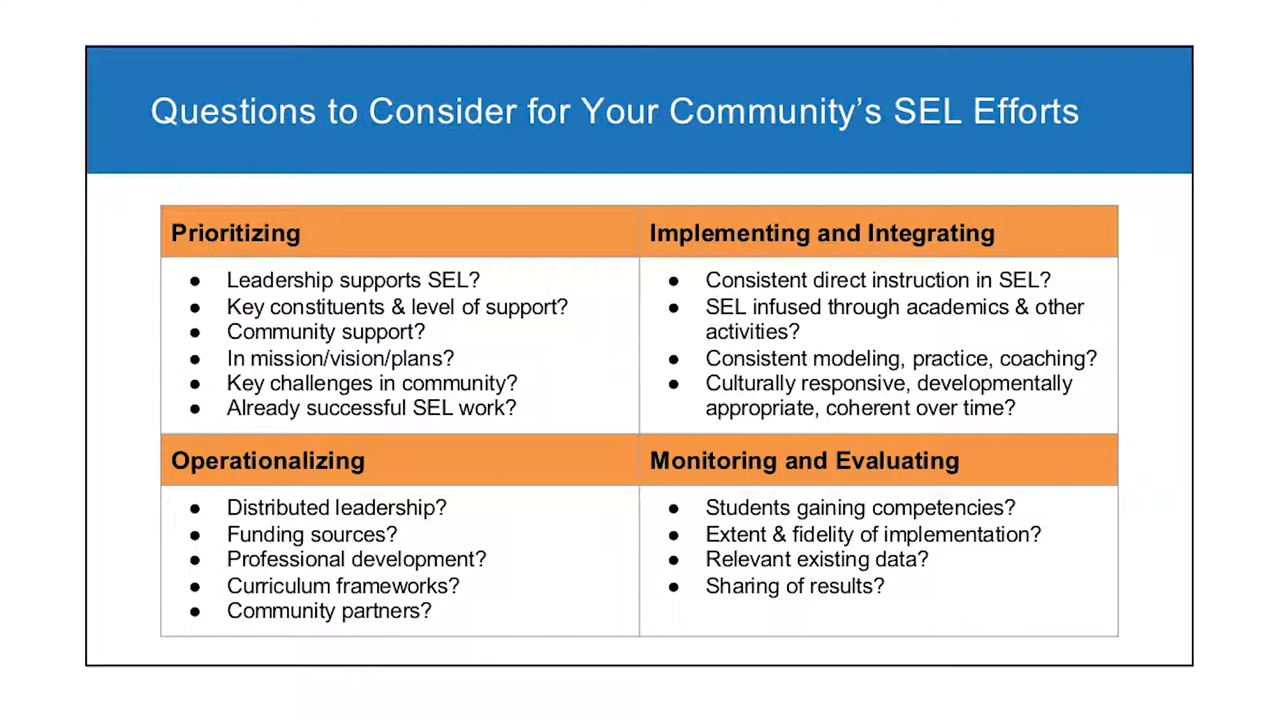 Questions to Consider for Your Community's SEL Efforts
Prioritizing
● Leadership supports SEL?
● Key constituents & level of support?
● Community support?
● In mission/vision/plans?
● Key challenges in community?
● Already successful SEL work?
Implementing and Integrating
● Consistent direct instruction in SEL?
● SEL infused through academics & other
activities?
● Consistent modeling, practice, coaching?
● Culturally responsive, developmentally
appropriate, coherent over time?
Operationalizing
● Distributed leadership?
● Funding sources?
● Professional development?
● Curriculum frameworks?
● Community partners?
Monitoring and Evaluating
● Students gaining competencies?
● Extent & fidelity of implementation?
● Relevant existing data?
● Sharing of results?